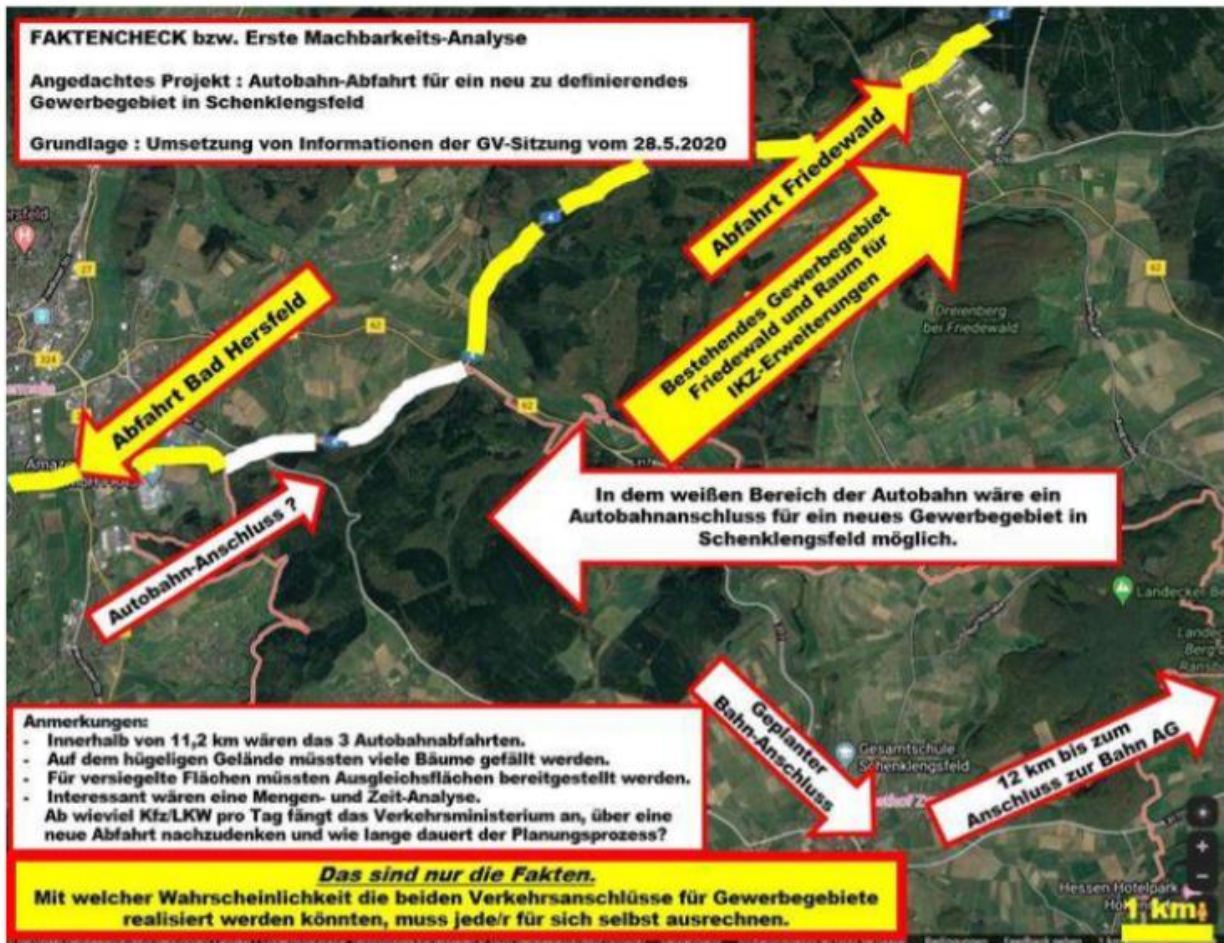 FAKTENCHECK bzw. Erste Machbarkeits-Analyse
Angedachtes Projekt : Autobahn-Abfahrt für ein neu zu definierendes
Gewerbegebiet in Schenklengsfeld
Grundlage : Umsetzung von Informationen der GV-Sitzung vom 28.5.2020
4
Abfahrt Friedewald
Bestehendes Gewerbegebiet
Friedewald und Raum für
IKZ-Erweiterungen
4
62
Dreienberg
bei Friedewald
27
62
324
Abfahrt Bad Hersfeld
62
Autobahn-Anschluss ?
In dem weißen Bereich der Autobahn wäre ein
Autobahnanschluss für ein neues Gewerbegebiet in
Schenklengsfeld möglich.
Geplanter
Bahn-Anschluss
Gesamtschule
Schenklengsfeld
12 km bis zum
Anschluss zur Bahn AG
Anmerkungen:
- Innerhalb von 11,2 km wären das 3 Autobahnabfahrten.
- Auf dem hügeligen Gelände müssten viele Bäume gefällt werden.
- Für versiegelte Flächen müssten Ausgleichsflächen bereitgestellt werden.
- Interessant wären eine Mengen- und Zeit-Analyse.
Ab wieviel Kfz/LKW pro Tag fängt das Verkehrsministerium an, über eine
neue Abfahrt nachzudenken und wie lange dauert der Planungsprozess?
Das sind nur die Fakten.
Mit welcher Wahrscheinlichkeit die beiden Verkehrsanschlüsse für Gewerbegebiete
realisiert werden könnten, muss jede/r für sich selbst ausrechnen.
Hessen Hotelpark
1 km